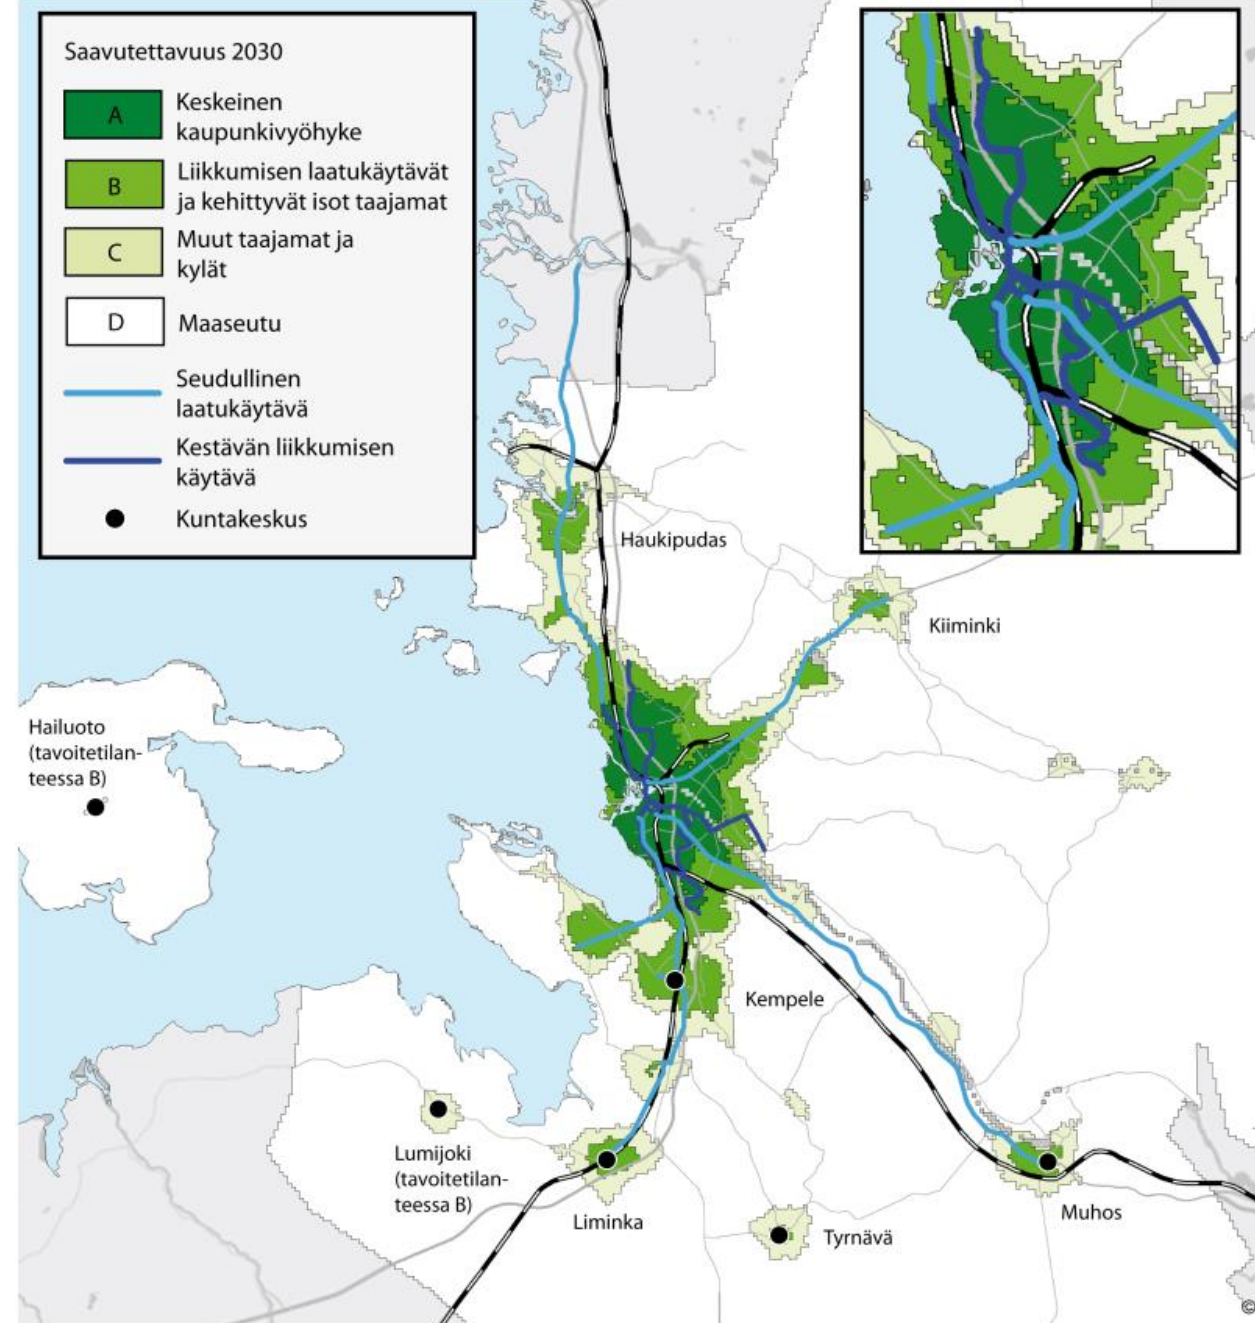 Saavutettavuus 2030
A
Keskeinen
kaupunkivyöhyke
B
Liikkumisen laatukäytävät
ja kehittyvät isot taajamat
C
Muut taajamat ja
kylät
D
Maaseutu
Seudullinen
laatukäytävä
Kestävän liikkumisen
käytävä
Kuntakeskus
Haukipudas
Kiiminki
Hailuoto
(tavoitetilan-
teessa B)
Kempele
Lumijoki
(tavoitetilan-
teessa B)
Liminka
Tyrnävä
Muhos
©